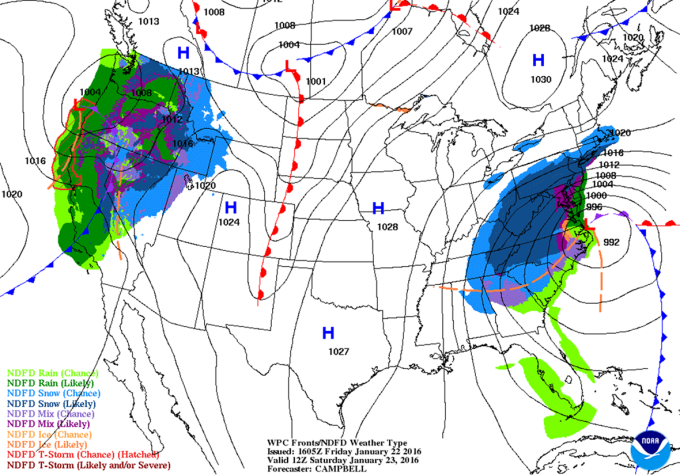 1013
1008
1012
L
1024
1028
1020
1008
1007
H
1013
1004
L
1001
H
1030
1024
L
1004
1008
1012
1016
1016
1020
1020
H
1024
H
1028
1020
1016
1012
1008
1004
1000
996
L
992
H
1027
NDFD Rain (Chance)
NDFD Rain (Likely)
NDFD Snow (Chance)
NDFD Snow (Likely)
NDFD Mix (Chance)
NDFD Mix (Likely)
NDFD Ice (Chance)
NDFD Ice (Likely)
NDFD T-Storm (Chance) (Hatched)
NDFD T-Storm (Likely and/or Severe)
WPC Fronts/NDFD Weather Type
Issued: 1605Z Friday January 22 2016
Valid 12Z Saturday January 23, 2016
Forecaster: CAMPBELL
NOAA